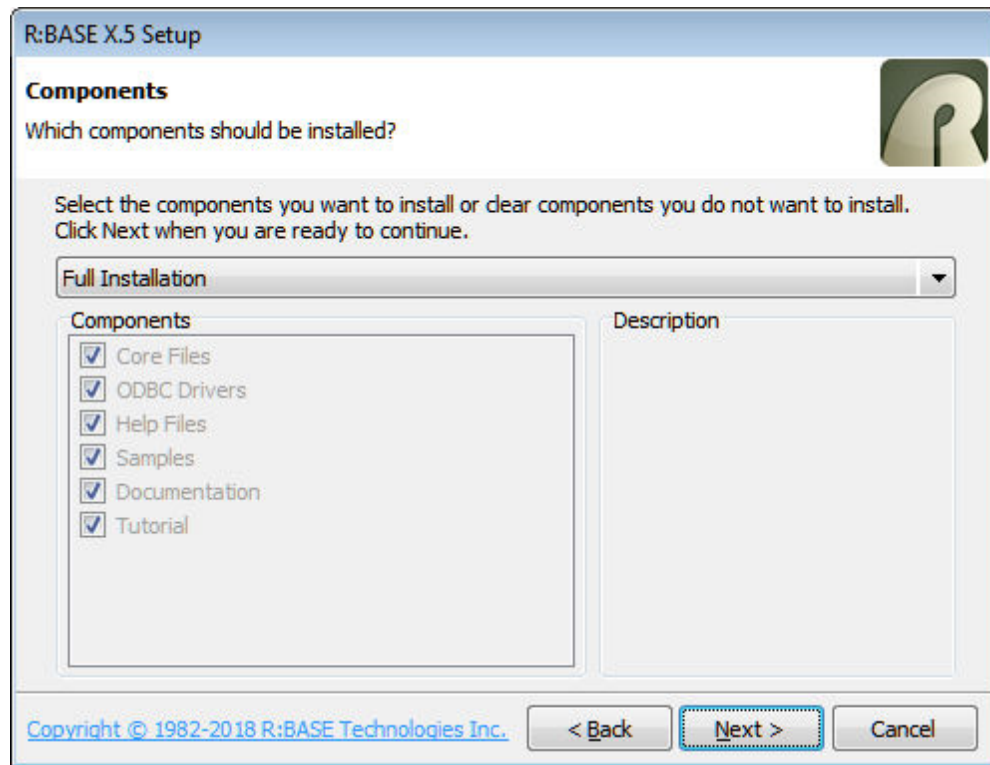 R:BASE X.5 Setup
Components
Which components should be installed?
Select the components you want to install or clear components you do not want to install.
Click Next when you are ready to continue.
Full Installation
Components
Core Files
ODBC Drivers
Help Files
Samples
Documentation
Tutorial
Description
Copyright © 1982-2018 R:BASE Technologies Inc.
< Back
Next >
Cancel